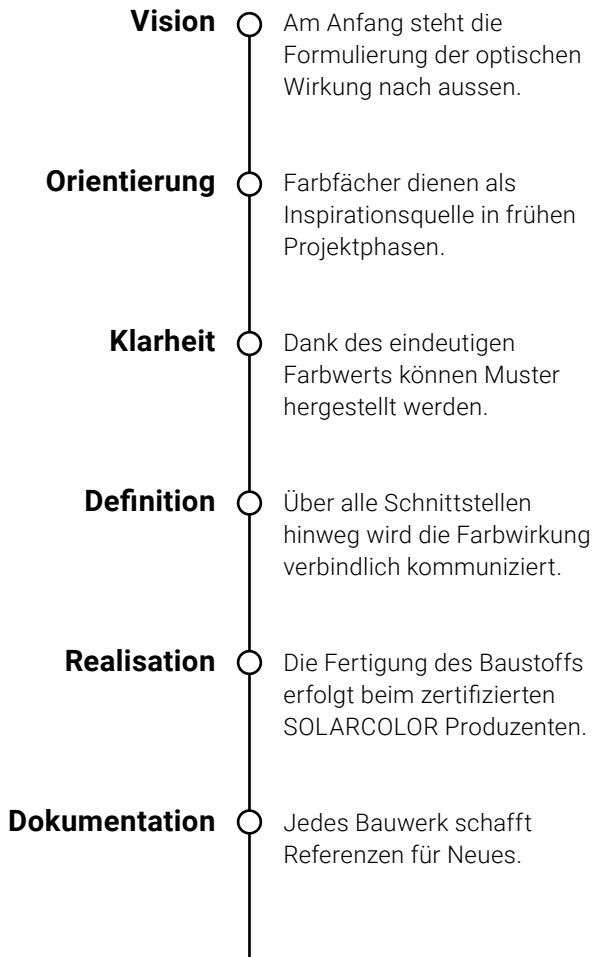 Vision
Am Anfang steht die
Formulierung der optischen
Wirkung nach aussen.
Orientierung
Farbfächer dienen als
Inspirationsquelle in frühen
Projektphasen.
Klarheit
Dank des eindeutigen
Farbwerts können Muster
hergestellt werden.
Definition
Über alle Schnittstellen
hinweg wird die Farbwirkung
verbindlich kommuniziert.
Realisation
Die Fertigung des Baustoffs
erfolgt beim zertifizierten
SOLARCOLOR Produzenten.
Dokumentation
Jedes Bauwerk schafft
Referenzen für Neues.